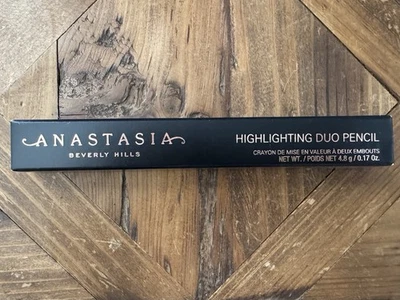 ANASTASIA
BEVERLY HILLS
HIGHLIGHTING DUO PENCIL
CRAYON DE MISE EN VALEUR À DEUX EMBOUTS
NET WT. / POIDS NET 4.8 g / 0.17 Oz.